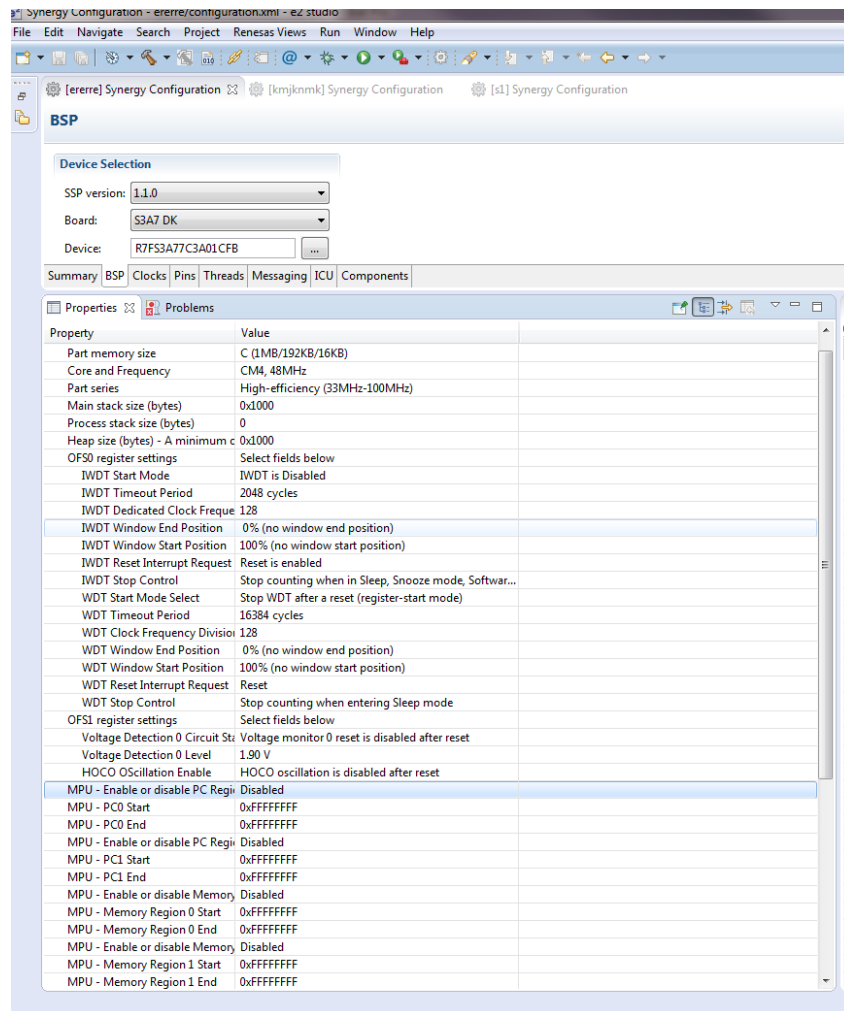 Synergy Configuration - ererre/configuration.xml - e2 studio
File Edit Navigate Search Project Renesas Views Run Window Help
[ererre] Synergy Configuration [kmjknmk] Synergy Configuration [s1] Synergy Configuration
BSP
Device Selection
SSP version: 1.1.0
Board: S3A7 DK
Device: R7FS3A77C3A01CFB ...
Summary BSP Clocks Pins Threads Messaging ICU Components
Properties Problems
Property Value
Part memory size C (1MB/192KB/16KB)
Core and Frequency CM4, 48MHz
Part series High-efficiency (33MHz-100MHz)
Main stack size (bytes) 0x1000
Process stack size (bytes) 0
Heap size (bytes) - A minimum c 0x1000
OFS0 register settings Select fields below
IWDT Start Mode IWDT is Disabled
IWDT Timeout Period 2048 cycles
IWDT Dedicated Clock Freque 128
IWDT Window End Position 0% (no window end position)
IWDT Window Start Position 100% (no window start position)
IWDT Reset Interrupt Request Reset is enabled
IWDT Stop Control Stop counting when in Sleep, Snooze mode, Softwar...
WDT Start Mode Select Stop WDT after a reset (register-start mode)
WDT Timeout Period 16384 cycles
WDT Clock Frequency Division 128
WDT Window End Position 0% (no window end position)
WDT Window Start Position 100% (no window start position)
WDT Reset Interrupt Request Reset
WDT Stop Control Stop counting when entering Sleep mode
OFS1 register settings Select fields below
Voltage Detection 0 Circuit Sta Voltage monitor 0 reset is disabled after reset
Voltage Detection 0 Level 1.90 V
HOCO OScillation Enable HOCO oscillation is disabled after reset
MPU - Enable or disable PC Regi Disabled
MPU - PC0 Start 0xFFFFFFFF
MPU - PC0 End 0xFFFFFFFF
MPU - Enable or disable PC Regi Disabled
MPU - PC1 Start 0xFFFFFFFF
MPU - PC1 End 0xFFFFFFFF
MPU - Enable or disable Memory Disabled
MPU - Memory Region 0 Start 0xFFFFFFFF
MPU - Memory Region 0 End 0xFFFFFFFF
MPU - Enable or disable Memory Disabled
MPU - Memory Region 1 Start 0xFFFFFFFF
MPU - Memory Region 1 End 0xFFFFFFFF